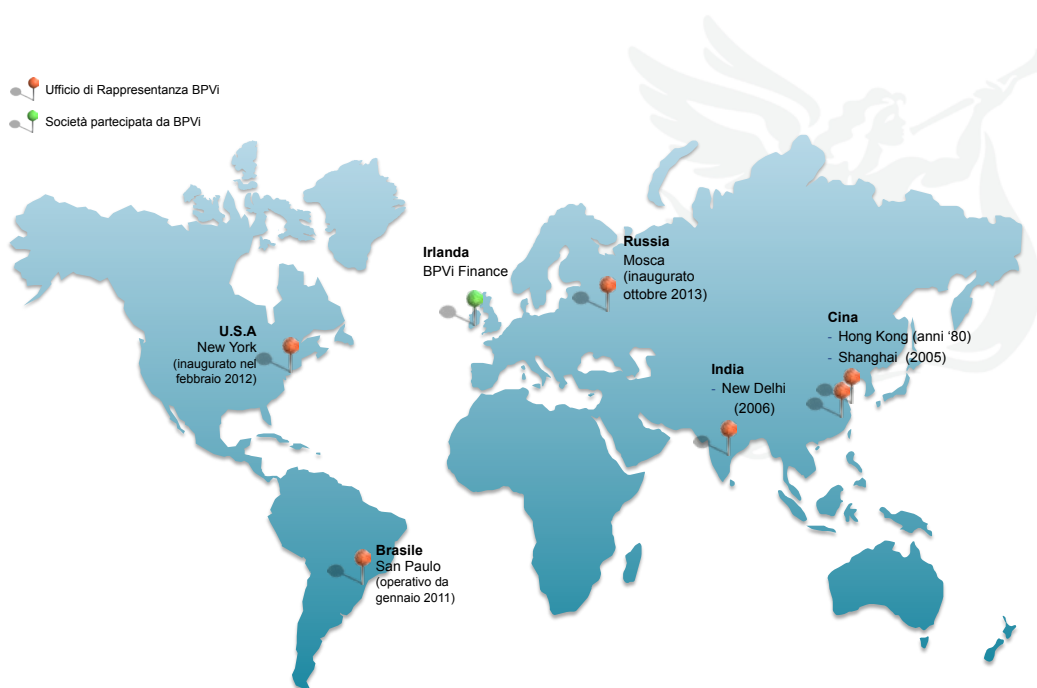 Ufficio di Rappresentanza BPVi
Società partecipata da BPVi
Irlanda
BPVi Finance
Russia
Mosca
(inaugurato
ottobre 2013)
U.S.A
New York
(inaugurato nel
febbraio 2012)
Cina
- Hong Kong (anni ‘80)
- Shanghai (2005)
India
- New Delhi
(2006)
Brasile
San Paulo
(operativo da
gennaio 2011)